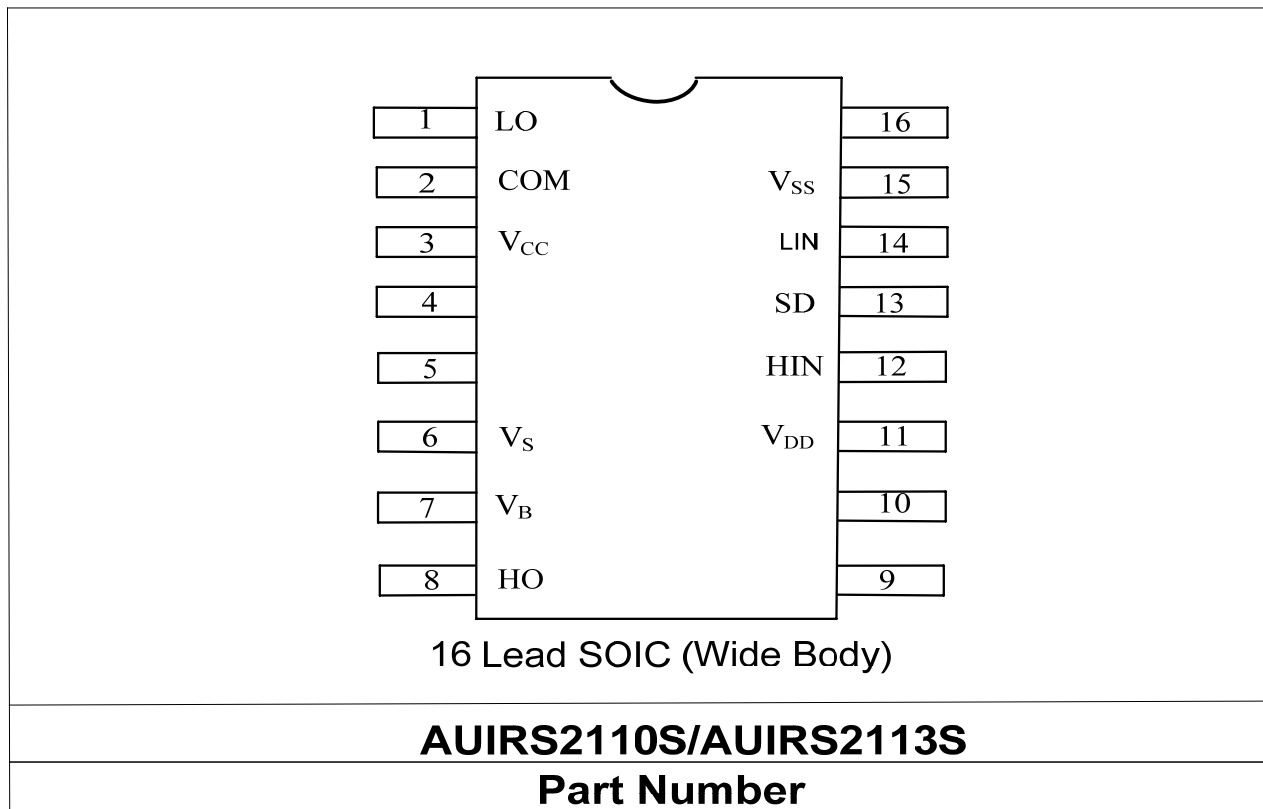 1 LO 16
2 COM VSS 15
3 VCC LIN 14
4 SD 13
5 HIN 12
6 VS VDD 11
7 VB 10
8 HO 9
16 Lead SOIC (Wide Body)
AUIRS2110S/AUIRS2113S
Part Number